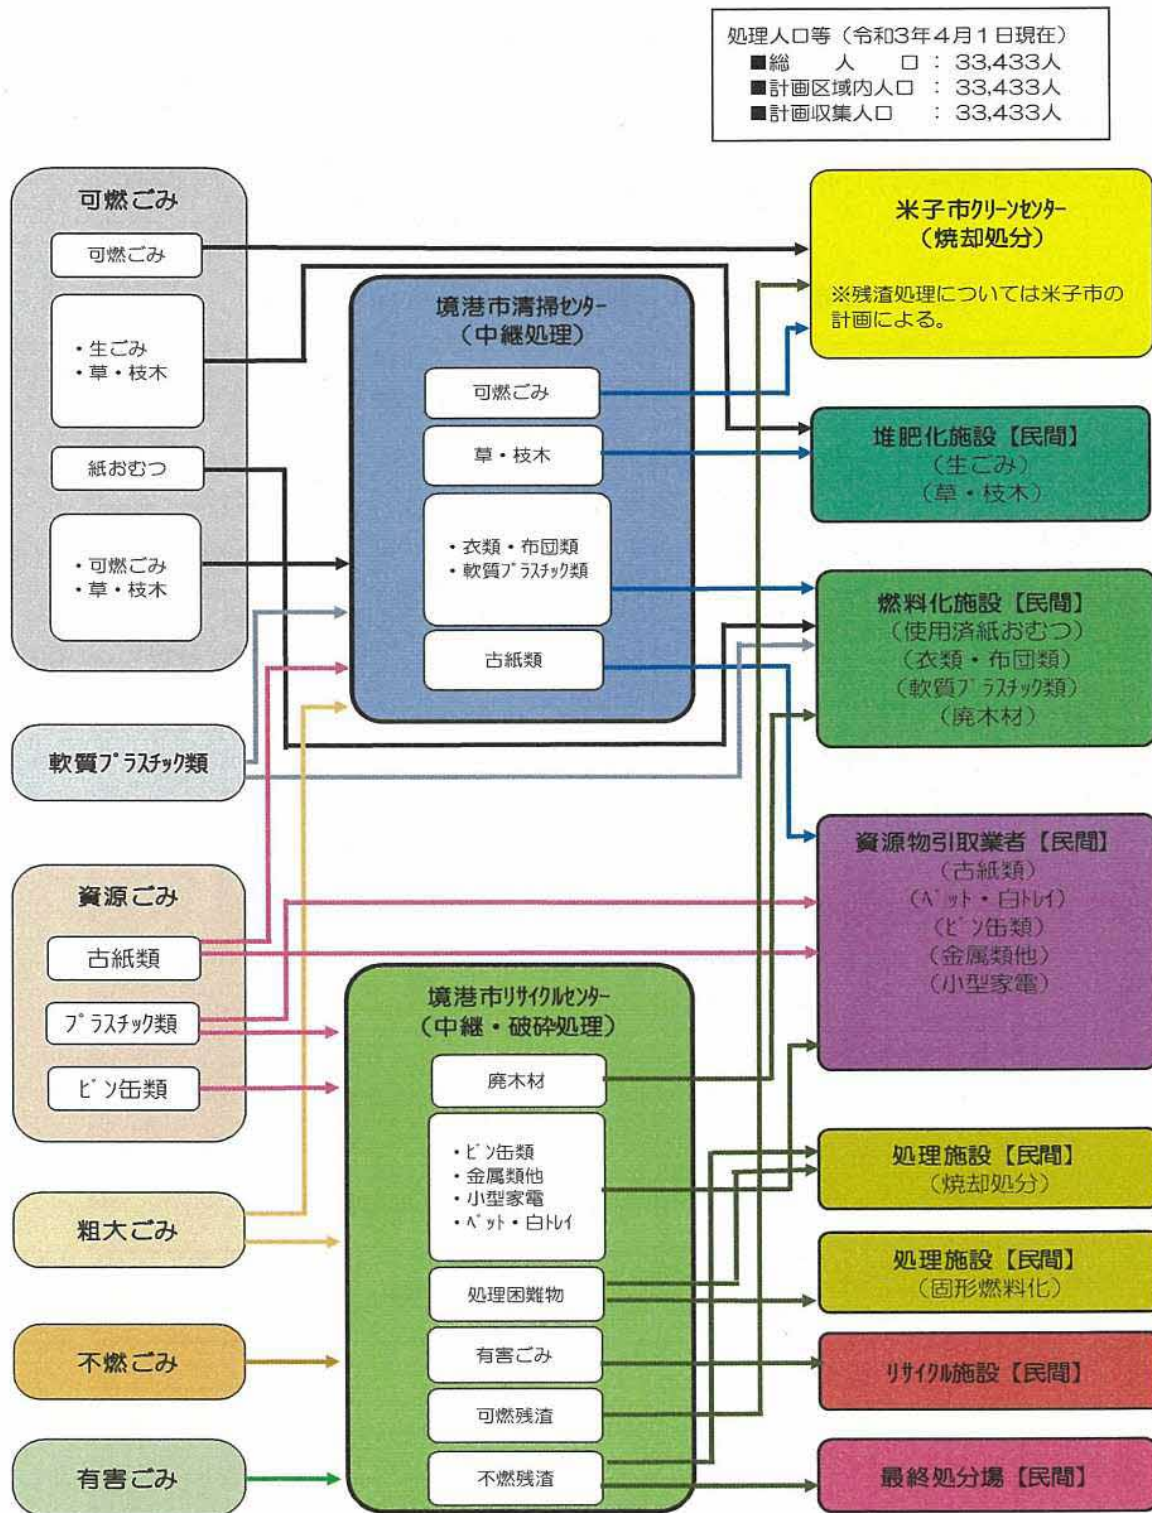 処理人口等（令和3年4月1日現在）
■総　人　口：33,433人
■計画区域内人口：33,433人
■計画収集人口：33,433人
可燃ごみ
可燃ごみ
・生ごみ
・草・枝木
紙おむつ
・可燃ごみ
・草・枝木
軟質プラスチック類
資源ごみ
古紙類
プラスチック類
ビン缶類
粗大ごみ
不燃ごみ
有害ごみ
境港市清掃センター
（中継処理）
可燃ごみ
草・枝木
・衣類・布団類
・軟質プラスチック類
古紙類
境港市リサイクルセンター
（中継・破砕処理）
廃木材
・ビン缶類
・金属類他
・小型家電
・ペット・白トレイ
処理困難物
有害ごみ
可燃残渣
不燃残渣
米子市クリーンセンター
（焼却処分）
※残渣処理については米子市の
計画による。
堆肥化施設【民間】
（生ごみ）
（草・枝木）
燃料化施設【民間】
（使用済紙おむつ）
（衣類・布団類）
（軟質プラスチック類）
（廃木材）
資源物引取業者【民間】
（古紙類）
（ペット・白トレイ）
（ビン缶類）
（金属類他）
（小型家電）
処理施設【民間】
（焼却処分）
処理施設【民間】
（固形燃料化）
リサイクル施設【民間】
最終処分場【民間】